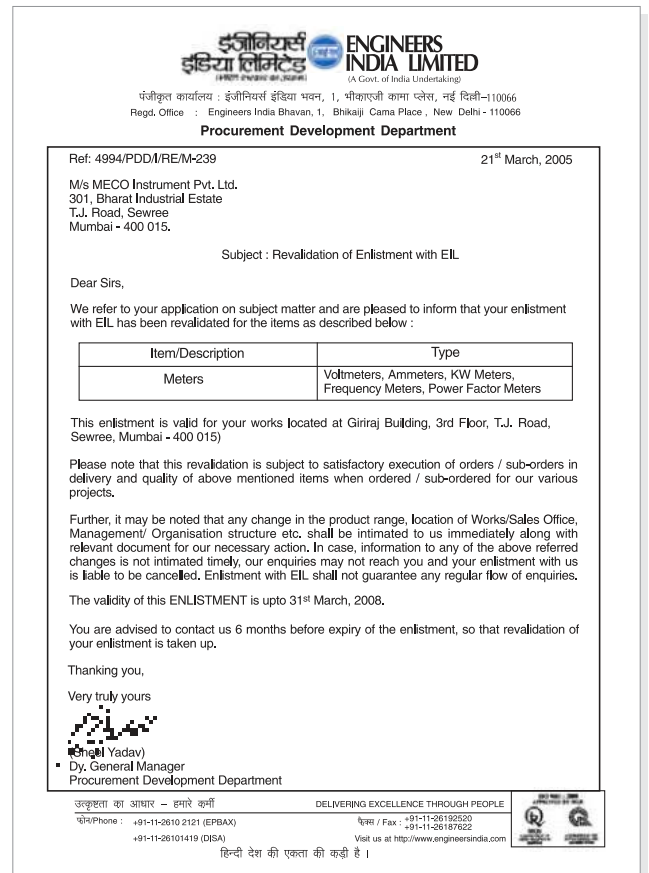 इंजीनियर्स
इंडिया लिमिटेड
ENGINEERS
INDIA LIMITED
(A Govt. of India Undertaking)
पंजीकृत कार्यालय : इंजीनियर्स इंडिया भवन, 1, भीकाएजी कामा प्लेस, नई दिल्ली–110066
Regd. Office : Engineers India Bhavan, 1, Bhikaiji Cama Place , New Delhi - 110066
Procurement Development Department
Ref: 4994/PDD/I/RE/M-239 21st March, 2005
M/s MECO Instrument Pvt. Ltd.
301, Bharat Industrial Estate
T.J. Road, Sewree
Mumbai - 400 015.
Subject : Revalidation of Enlistment with EIL
Dear Sirs,
We refer to your application on subject matter and are pleased to inform that your enlistment
with EIL has been revalidated for the items as described below :
Item/Description Type
Meters Voltmeters, Ammeters, KW Meters,
Frequency Meters, Power Factor Meters
This enlistment is valid for your works located at Giriraj Building, 3rd Floor, T.J. Road,
Sewree, Mumbai - 400 015)
Please note that this revalidation is subject to satisfactory execution of orders / sub-orders in
delivery and quality of above mentioned items when ordered / sub-ordered for our various
projects.
Further, it may be noted that any change in the product range, location of Works/Sales Office,
Management/ Organisation structure etc. shall be intimated to us immediately along with
relevant document for our necessary action. In case, information to any of the above referred
changes is not intimated timely, our enquiries may not reach you and your enlistment with us
is liable to be cancelled. Enlistment with EIL shall not guarantee any regular flow of enquiries.
The validity of this ENLISTMENT is upto 31st March, 2008.
You are advised to contact us 6 months before expiry of the enlistment, so that revalidation of
your enlistment is taken up.
Thanking you,
Very truly yours
(Sheel Yadav)
Dy. General Manager
Procurement Development Department
उत्कृष्टता का आधार – हमारे कर्मी DELIVERING EXCELLENCE THROUGH PEOPLE
फोन/Phone : +91-11-2610 2121 (EPBAX) फैक्स / Fax : +91-11-26192520
+91-11-26187622
+91-11-26101419 (DISA) Visit us at http://www.engineersindia,com
हिन्दी देश की एकता की कड़ी है ।